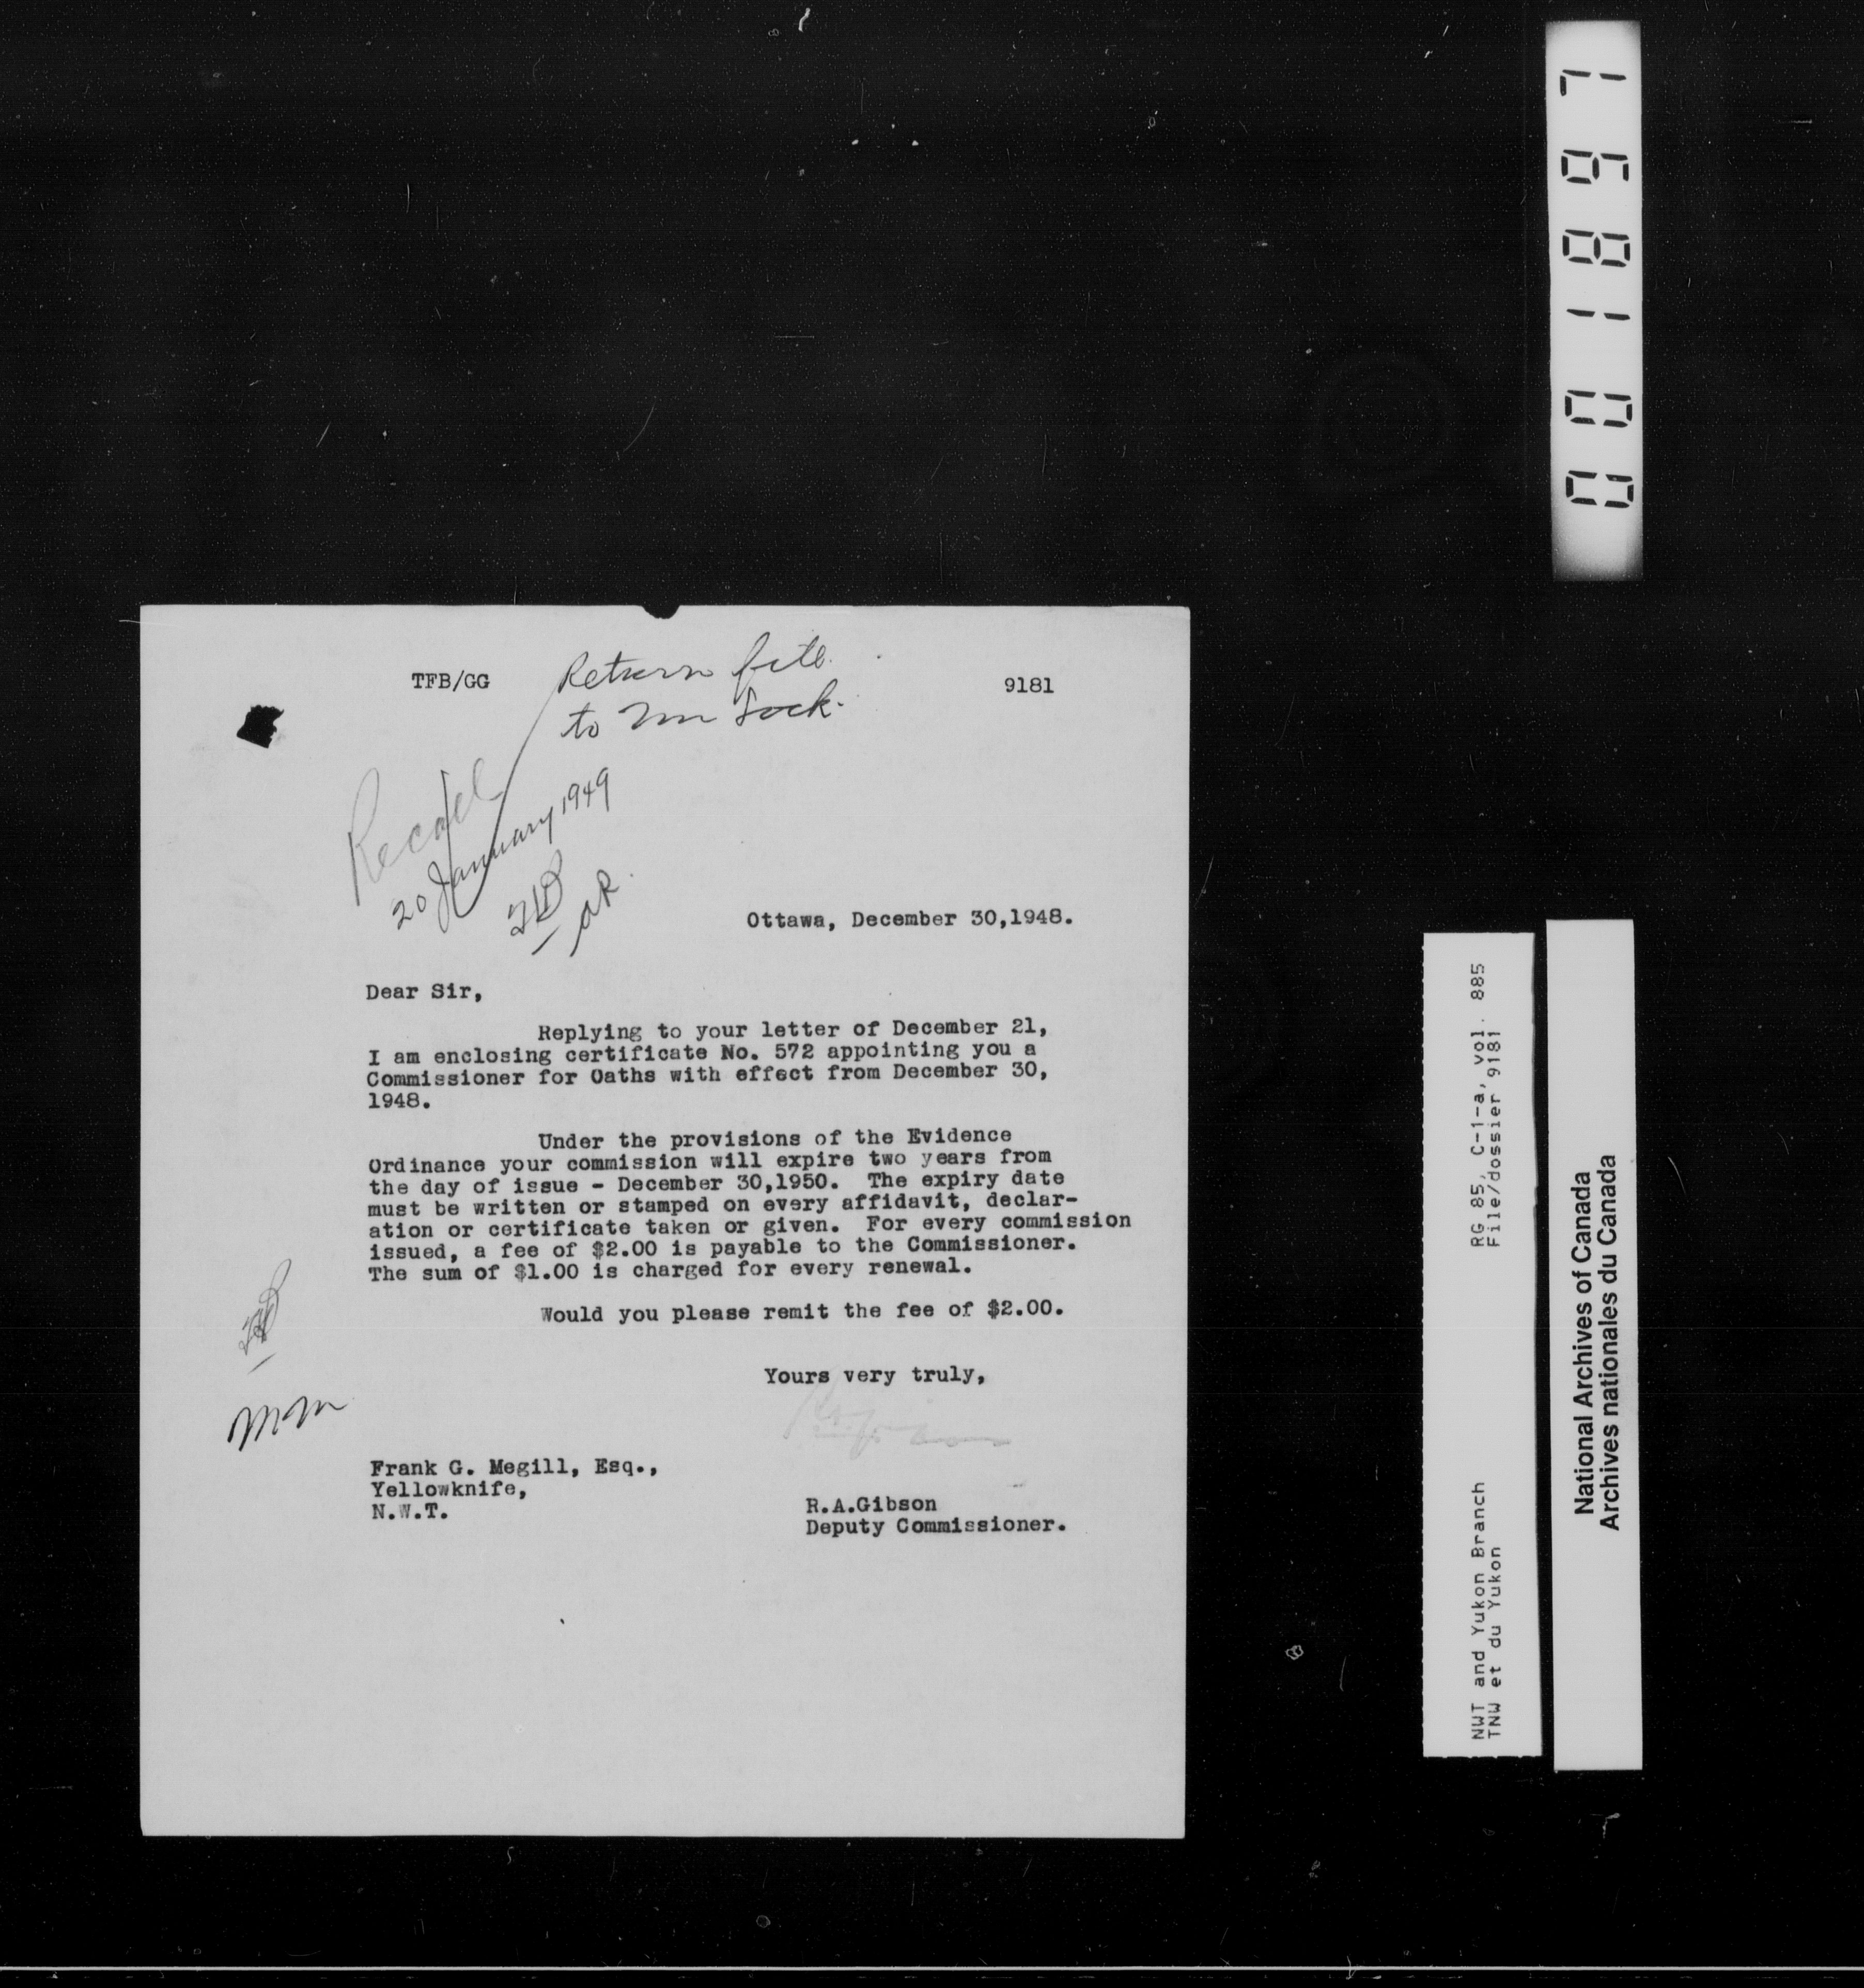 TFB/GG
Return file
to Mr
9181
Recall
20 January 1949
Ottawa, December 30,1948.
Dear Sir,
Replying to your letter of December 21,
I am enclosing certificate No. 572 appointing you a
Commissioner for Oaths with effect from December 30,
1948.
Under the provisions of the Evidence
Ordinance your commission will expire two years from
the day of issue - December 30,1950. The expiry date
must be written or stamped on every affidavit, declar-
ation or certificate taken or given. For every commission
issued, a fee of $2.00 is payable to the Commissioner.
The sum of $1.00 is charged for every renewal.
Would you please remit the fee of $2.00.
Yours very truly,
Frank G. Megill, Esq.,
Yellowknife,
N.W.T.
R.A.Gibson
Deputy Commissioner.
001897
NWT and Yukon Branch RG 85, C-1-a, vol. 885
TNW et du Yukon File/dossier 9181
National Archives of Canada
Archives nationales du Canada